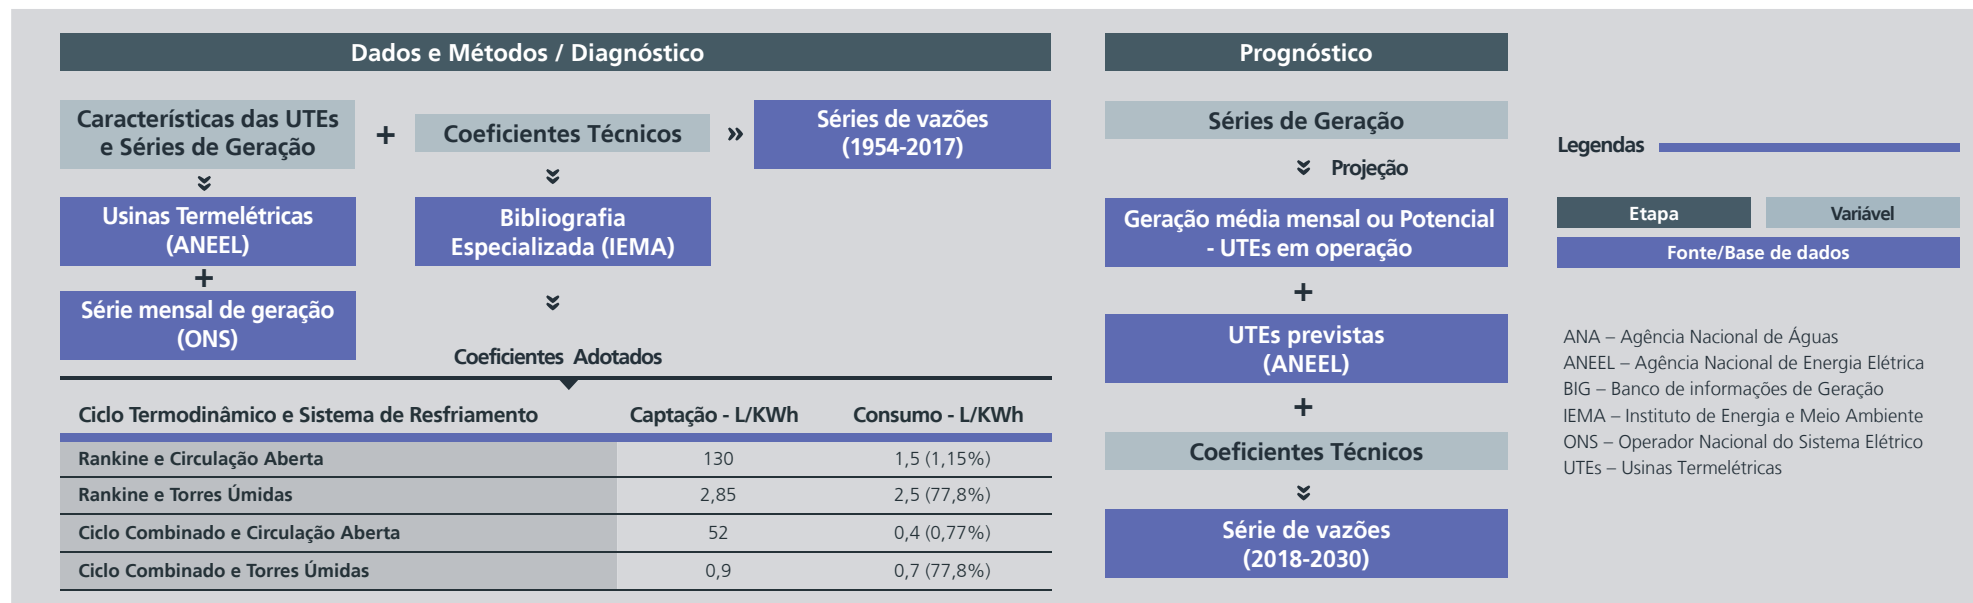 Dados e Métodos / Diagnóstico
Características das UTEs
e Séries de Geração
+
Coeficientes Técnicos
»
Séries de vazões
(1954-2017)
Usinas Termelétricas
(ANEEL)
+
Série mensal de geração
(ONS)
Bibliografia
Especializada (IEMA)
Coeficientes Adotados
Ciclo Termodinâmico e Sistema de Resfriamento Captação - L/KWh Consumo - L/KWh
Rankine e Circulação Aberta 130 1,5 (1,15%)
Rankine e Torres Úmidas 2,85 2,5 (77,8%)
Ciclo Combinado e Circulação Aberta 52 0,4 (0,77%)
Ciclo Combinado e Torres Úmidas 0,9 0,7 (77,8%)
Prognóstico
Séries de Geração
Projeção
Geração média mensal ou Potencial
- UTEs em operação
+
UTEs previstas
(ANEEL)
+
Coeficientes Técnicos
Série de vazões
(2018-2030)
Legendas
Etapa Variável
Fonte/Base de dados
ANA – Agência Nacional de Águas
ANEEL – Agência Nacional de Energia Elétrica
BIG – Banco de informações de Geração
IEMA – Instituto de Energia e Meio Ambiente
ONS – Operador Nacional do Sistema Elétrico
UTEs – Usinas Termelétricas